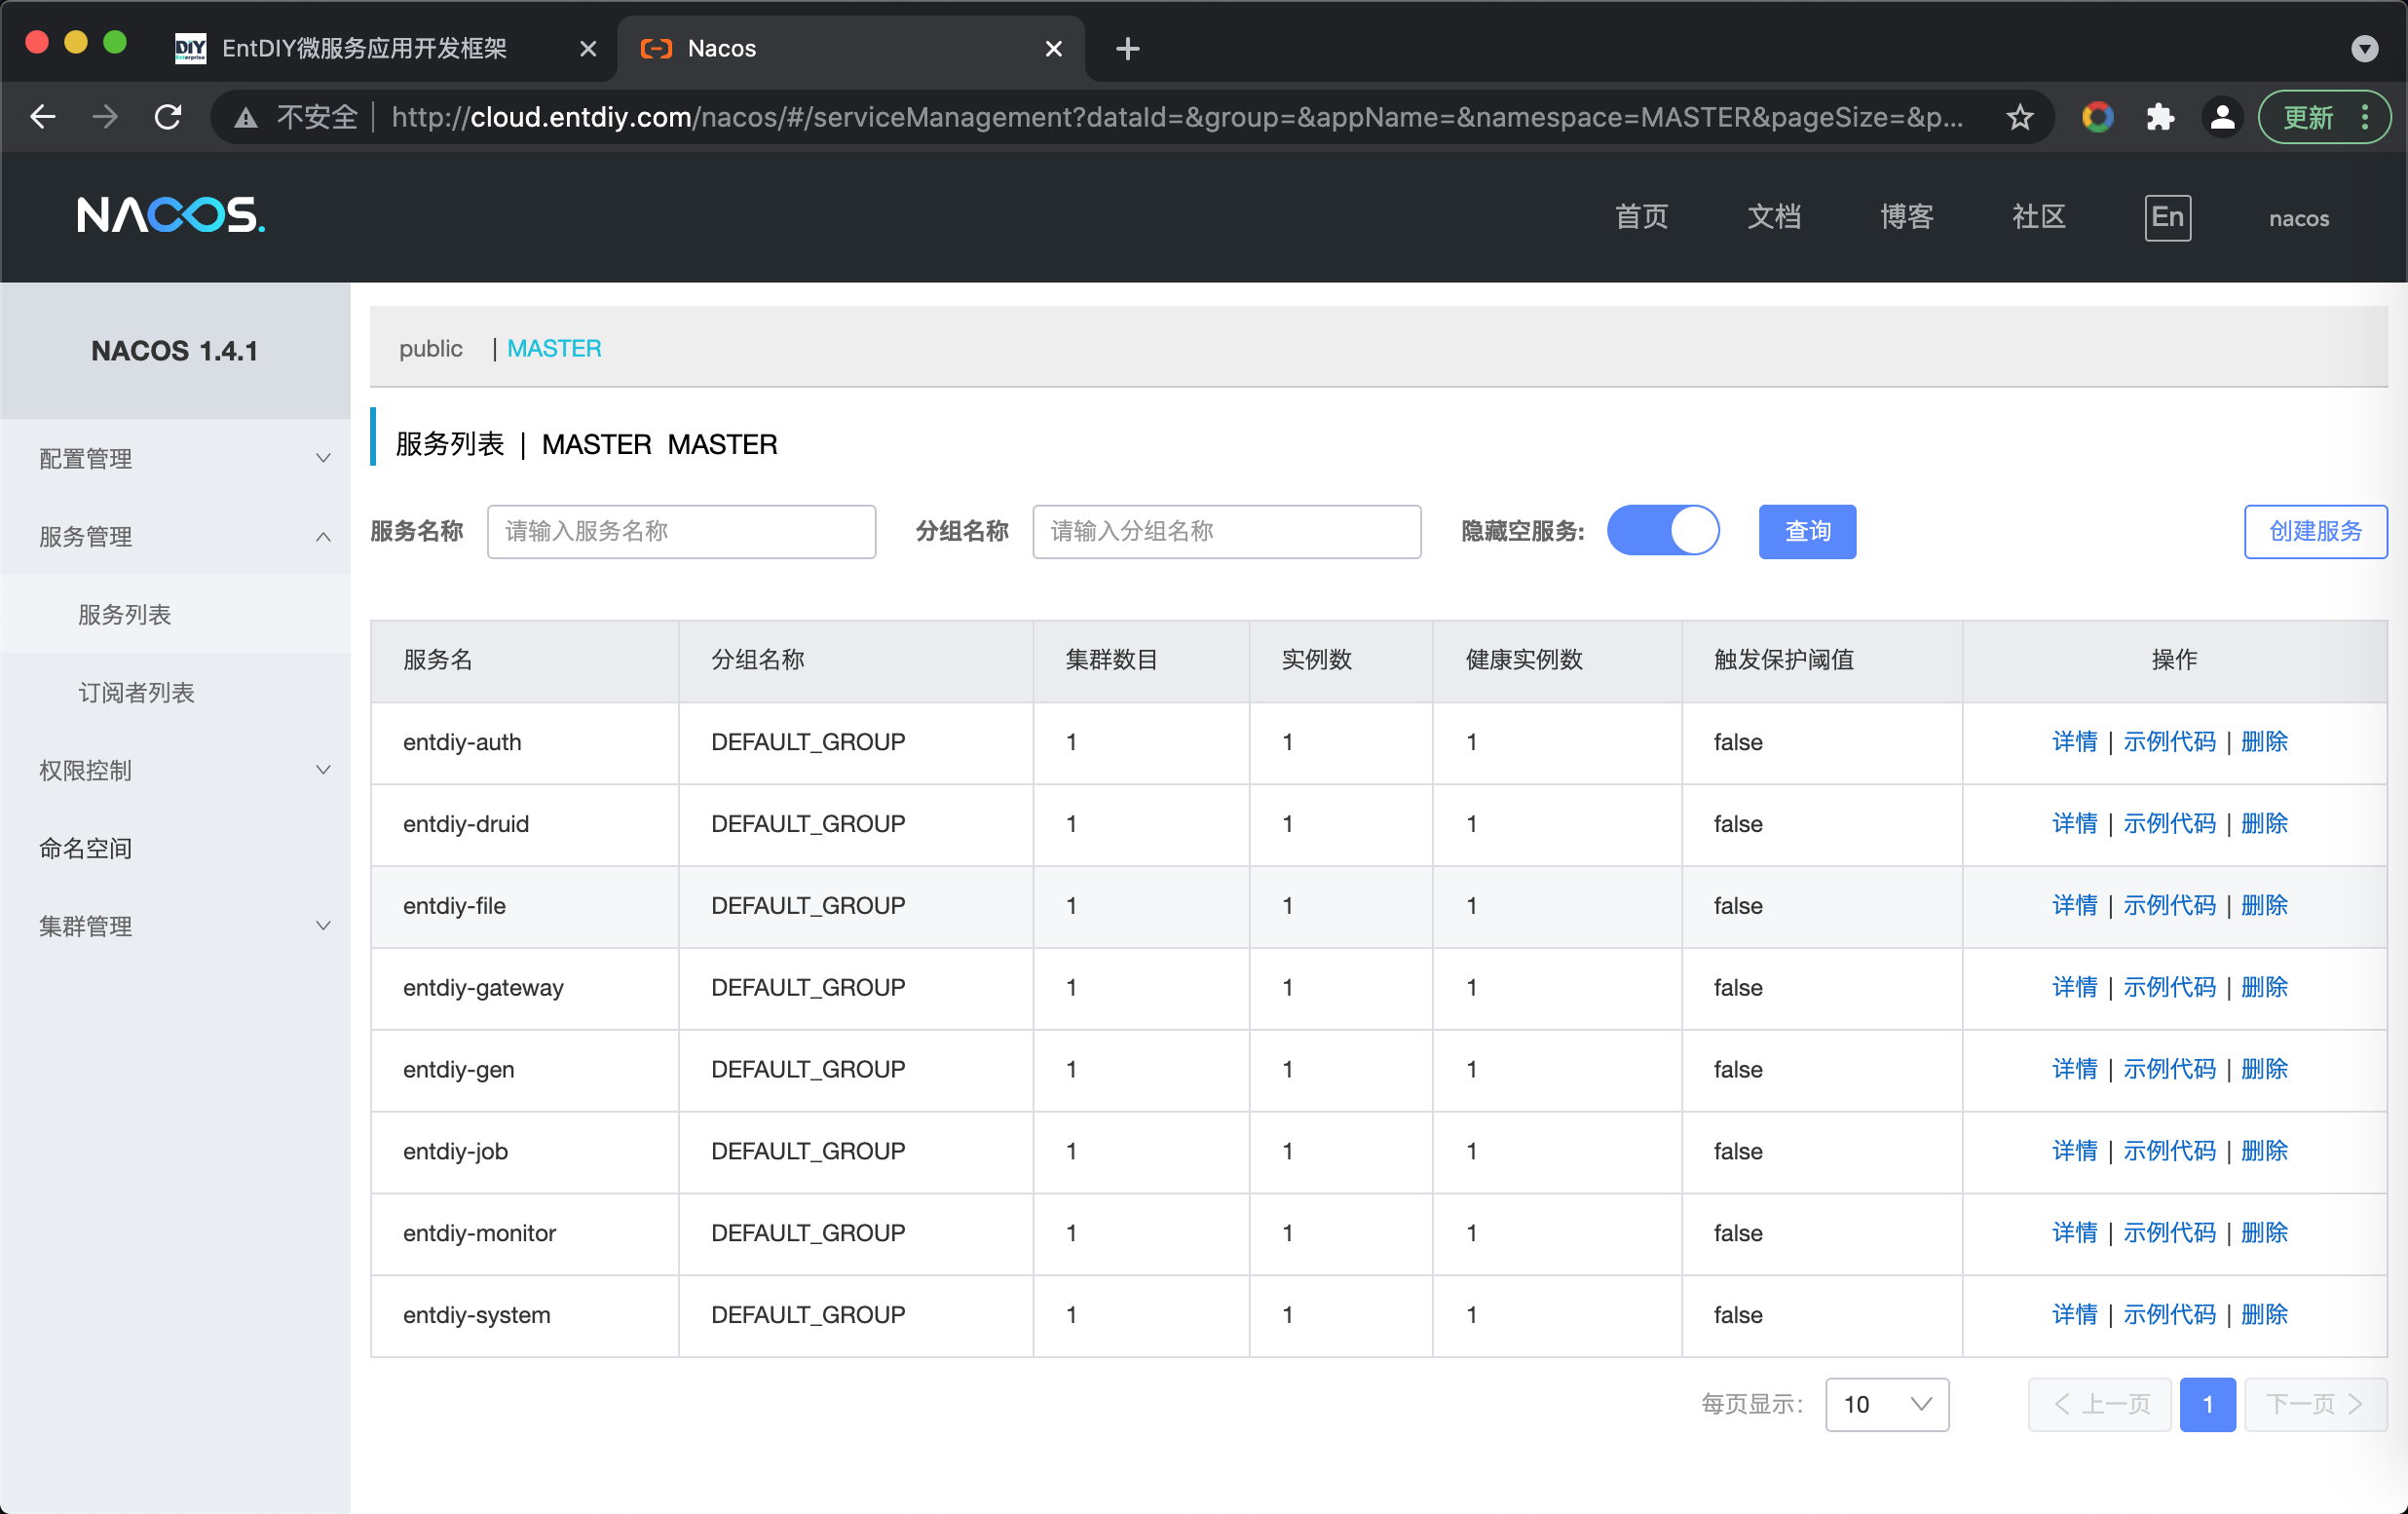 EntDIY微服务应用开发框架
Nacos
不安全 http://cloud.entdiy.com/nacos/#/serviceManagement?dataId=&group=&appName=&namespace=MASTER&pageSize=&p...
更新
NACOS.
首页 文档 博客 社区 En nacos
NACOS 1.4.1
配置管理
服务管理
服务列表
订阅者列表
权限控制
命名空间
集群管理
public | MASTER
服务列表 | MASTER MASTER
服务名称 请输入服务名称 分组名称 请输入分组名称 隐藏空服务: 查询 创建服务
服务名 分组名称 集群数目 实例数 健康实例数 触发保护阈值 操作
entdiy-auth DEFAULT_GROUP 1 1 1 false 详情 | 示例代码 | 删除
entdiy-druid DEFAULT_GROUP 1 1 1 false 详情 | 示例代码 | 删除
entdiy-file DEFAULT_GROUP 1 1 1 false 详情 | 示例代码 | 删除
entdiy-gateway DEFAULT_GROUP 1 1 1 false 详情 | 示例代码 | 删除
entdiy-gen DEFAULT_GROUP 1 1 1 false 详情 | 示例代码 | 删除
entdiy-job DEFAULT_GROUP 1 1 1 false 详情 | 示例代码 | 删除
entdiy-monitor DEFAULT_GROUP 1 1 1 false 详情 | 示例代码 | 删除
entdiy-system DEFAULT_GROUP 1 1 1 false 详情 | 示例代码 | 删除
每页显示: 10 上一页 1 下一页